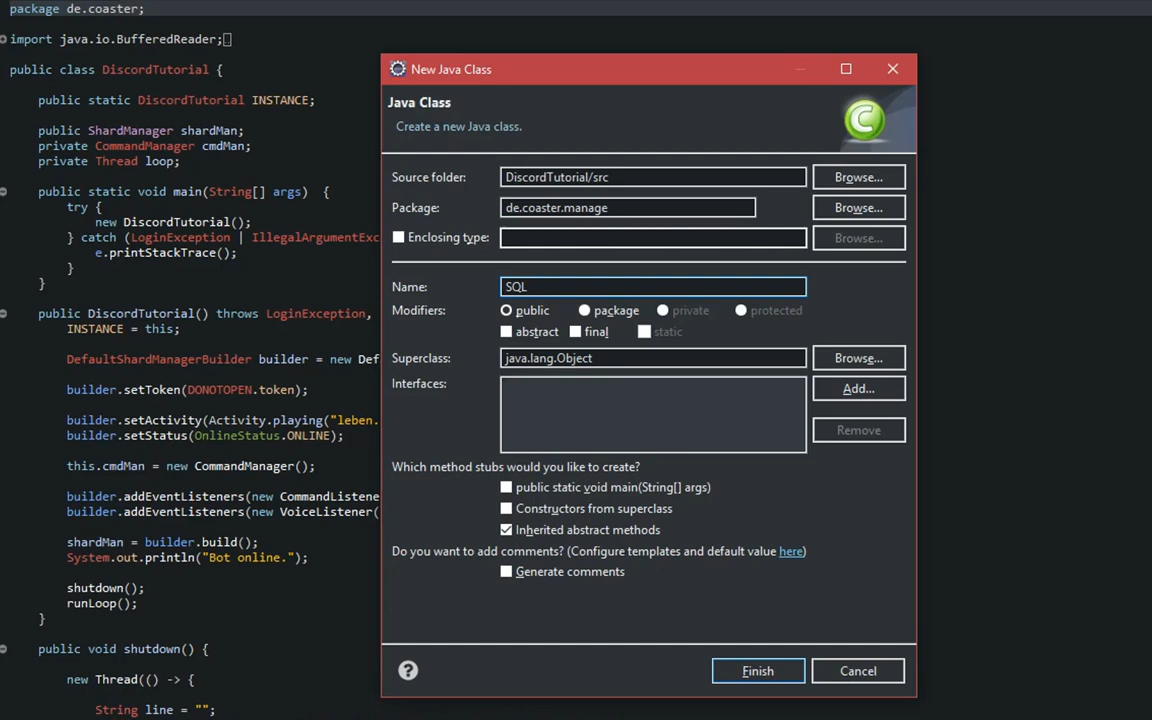 package de.coaster;
import java.io.BufferedReader;
public class DiscordTutorial {
public static DiscordTutorial INSTANCE;
public ShardManager shardMan;
private CommandManager cmdMan;
private Thread loop;
public static void main(String[] args)  {
try {
new DiscordTutorial();
} catch (LoginException | IllegalArgumentExc
e.printStackTrace();
}
}
public DiscordTutorial() throws LoginException,
INSTANCE = this;
DefaultShardManagerBuilder builder = new Def
builder.setToken(DONOTOPEN.token);
builder.setActivity(Activity.playing("leben.
builder.setStatus(OnlineStatus.ONLINE);
this.cmdMan = new CommandManager();
builder.addEventListeners(new CommandListene
builder.addEventListeners(new VoiceListener(
shardMan = builder.build();
System.out.println("Bot online.");
shutdown();
runLoop();
}
public void shutdown() {
new Thread(() -> {
String line = "";
New Java Class
Java Class
Create a new Java class.
Source folder: DiscordTutorial/src Browse...
Package: de.coaster.manage Browse...
Enclosing type: Browse...
Name: SQL
Modifiers: public package private protected
abstract final static
Superclass: java.lang.Object Browse...
Interfaces: Add...
Remove
Which method stubs would you like to create?
public static void main(String[] args)
Constructors from superclass
Inherited abstract methods
Do you want to add comments? (Configure templates and default value here)
Generate comments
? Finish Cancel